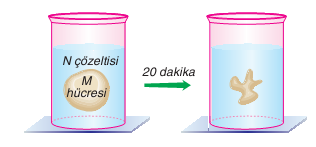 N çözeltisi
M
hücresi
20 dakika